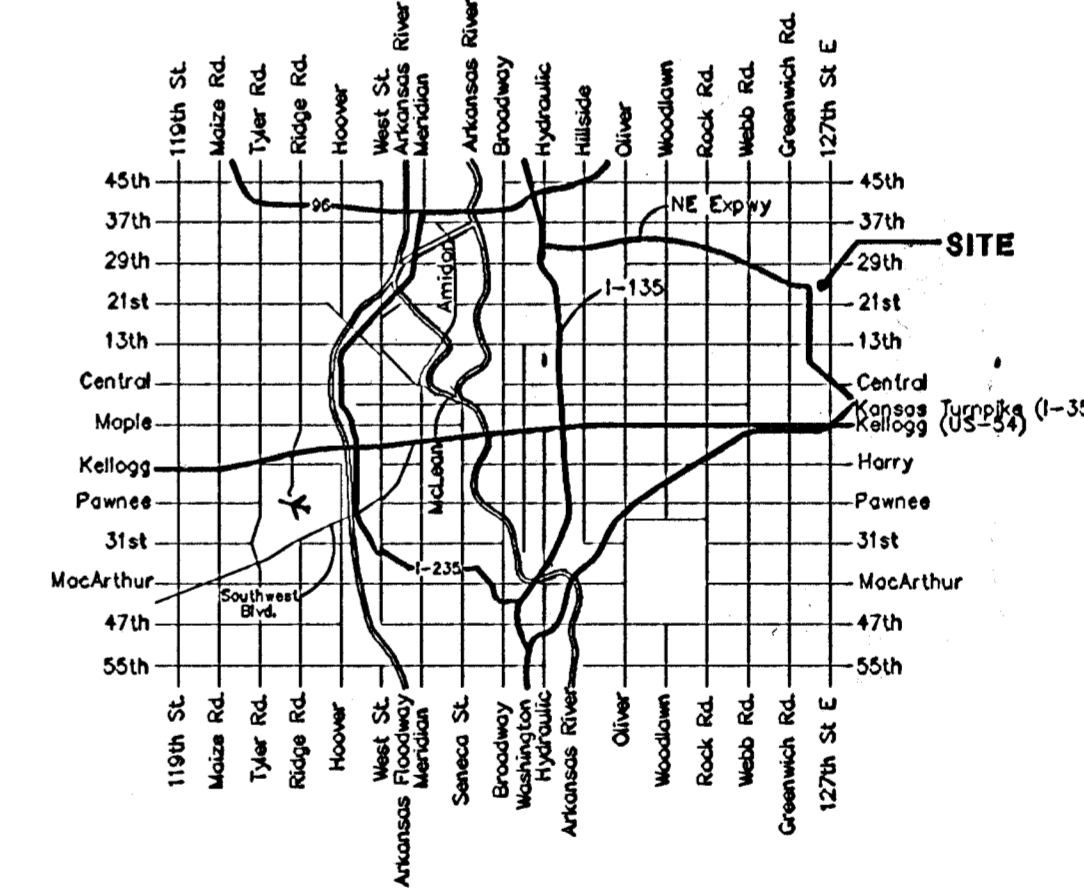 119th St.
Maize Rd.
Tyler Rd.
Ridge Rd.
Hoover
West St.
Arkansas River
Meridian
Arkansas River
Broadway
Hydraulic
Hillside
Oliver
Woodlawn
Rock Rd.
Webb Rd.
Greenwich Rd.
127th St E
45th
37th
29th
21st
13th
Central
Maple
Kellogg
Pawnee
31st
MacArthur
47th
55th
96
Amidon
NE Expwy
I-135
SITE
McLean
Southwest
Blvd.
I-235
45th
37th
29th
21st
13th
Central
Kansas Turnpike (I-35
Kellogg (US-54)
Harry
Pawnee
31st
MacArthur
47th
55th
119th St.
Maize Rd.
Tyler Rd.
Ridge Rd.
Hoover
West St.
Arkansas Floodway
Meridian
Seneca St.
Broadway
Washington
Hydraulic
Arkansas River
Oliver
Woodlawn
Rock Rd.
Webb Rd.
Greenwich Rd.
127th St E